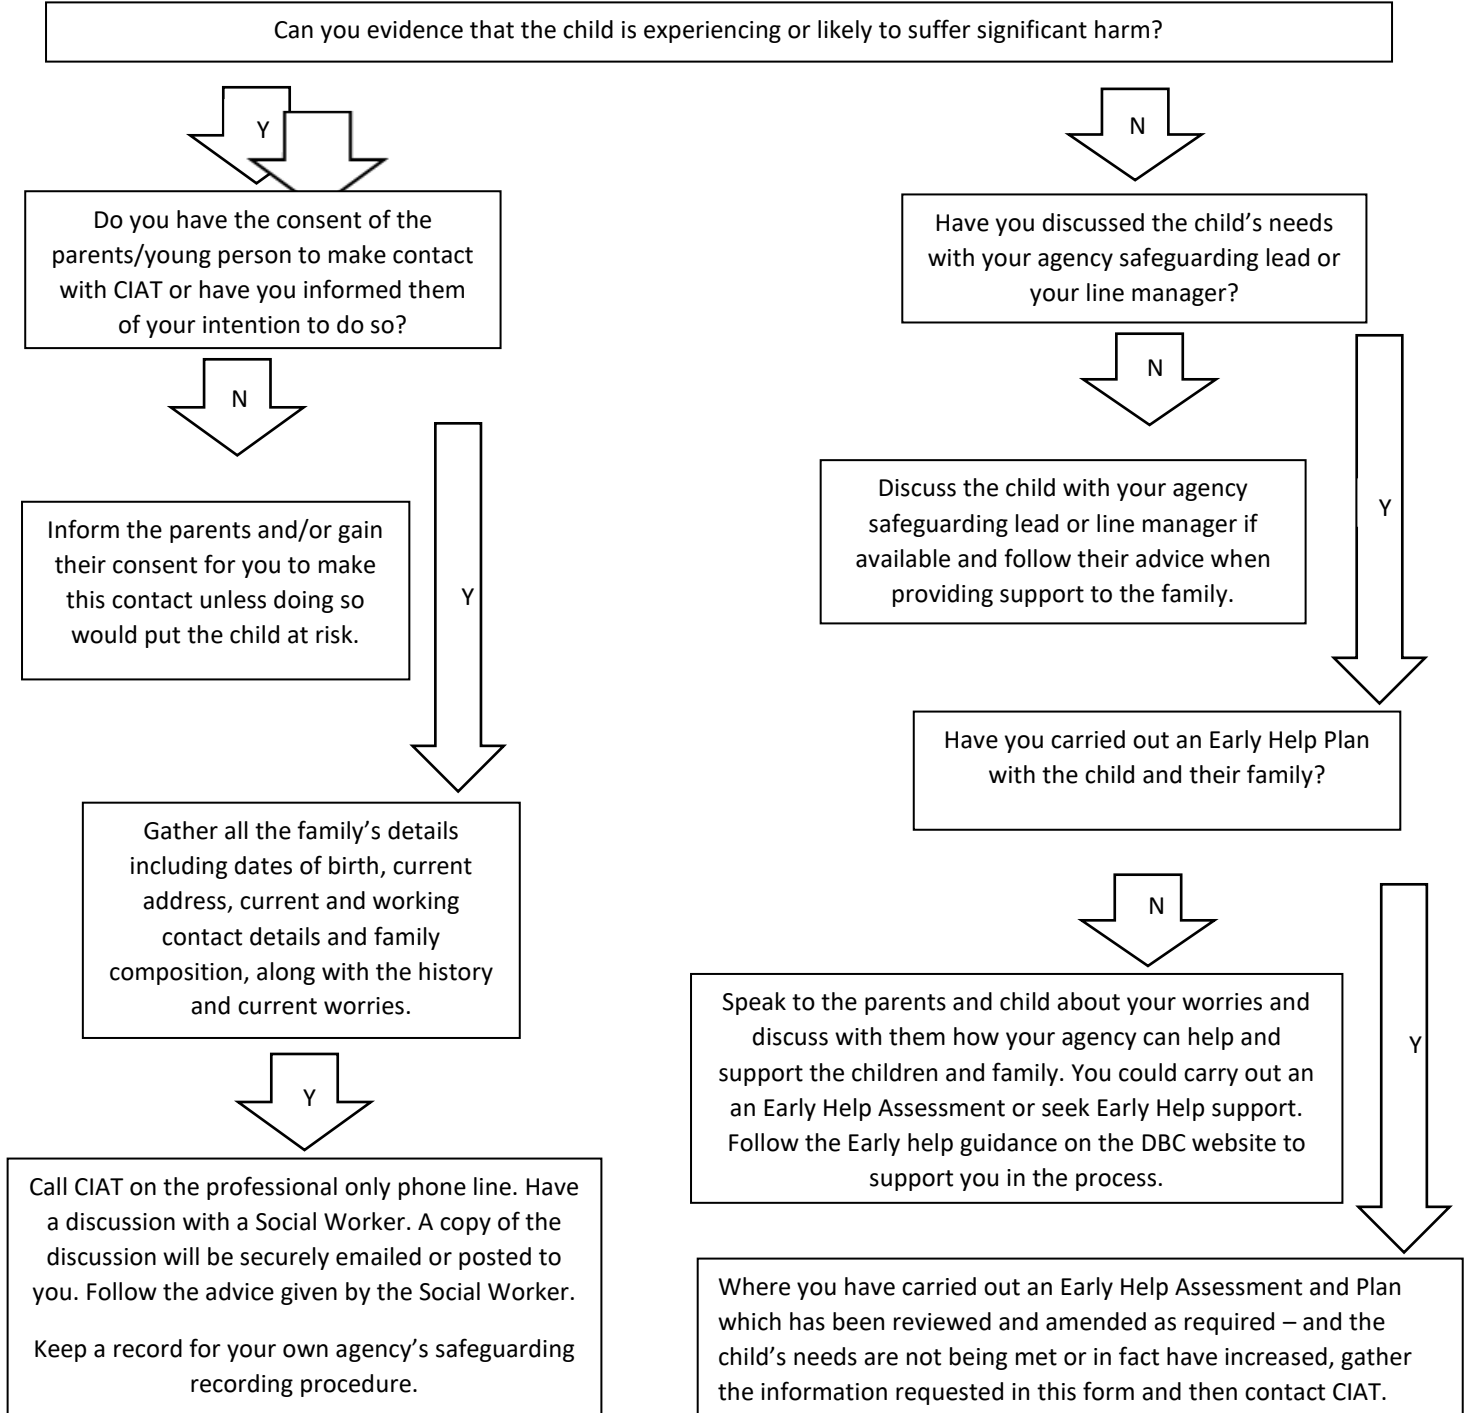 Can you evidence that the child is experiencing or likely to suffer significant harm?
Y
N
Do you have the consent of the
parents/young person to make contact
with CIAT or have you informed them
of your intention to do so?
Have you discussed the child’s needs
with your agency safeguarding lead or
your line manager?
N
Y
N
Y
Inform the parents and/or gain
their consent for you to make
this contact unless doing so
would put the child at risk.
Discuss the child with your agency
safeguarding lead or line manager if
available and follow their advice when
providing support to the family.
Have you carried out an Early Help Plan
with the child and their family?
Gather all the family’s details
including dates of birth, current
address, current and working
contact details and family
composition, along with the history
and current worries.
N
Y
Speak to the parents and child about your worries and
discuss with them how your agency can help and
support the children and family. You could carry out an
an Early Help Assessment or seek Early Help support.
Follow the Early help guidance on the DBC website to
support you in the process.
Y
Call CIAT on the professional only phone line. Have
a discussion with a Social Worker. A copy of the
discussion will be securely emailed or posted to
you. Follow the advice given by the Social Worker.
Keep a record for your own agency’s safeguarding
recording procedure.
Where you have carried out an Early Help Assessment and Plan
which has been reviewed and amended as required – and the
child’s needs are not being met or in fact have increased, gather
the information requested in this form and then contact CIAT.